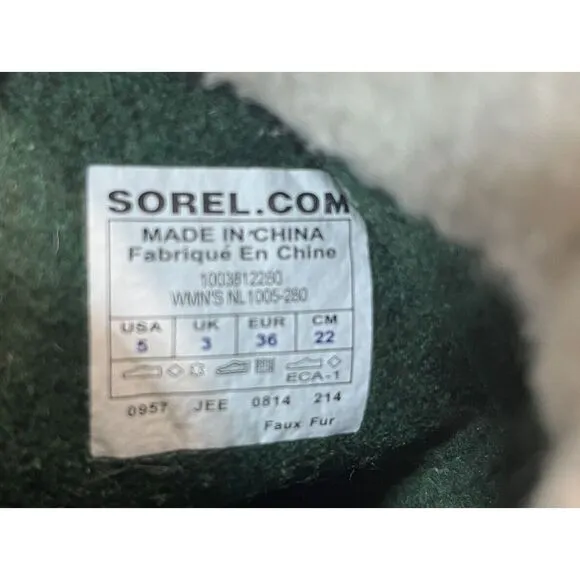 SOREL.COM
MADE IN CHINA
Fabriqué En Chine
1003812280
WMN'S NL1005-280
USA UK EUR CM
5 3 36 22
ECA-1
0957 JEE 0814 214
Faux Fur